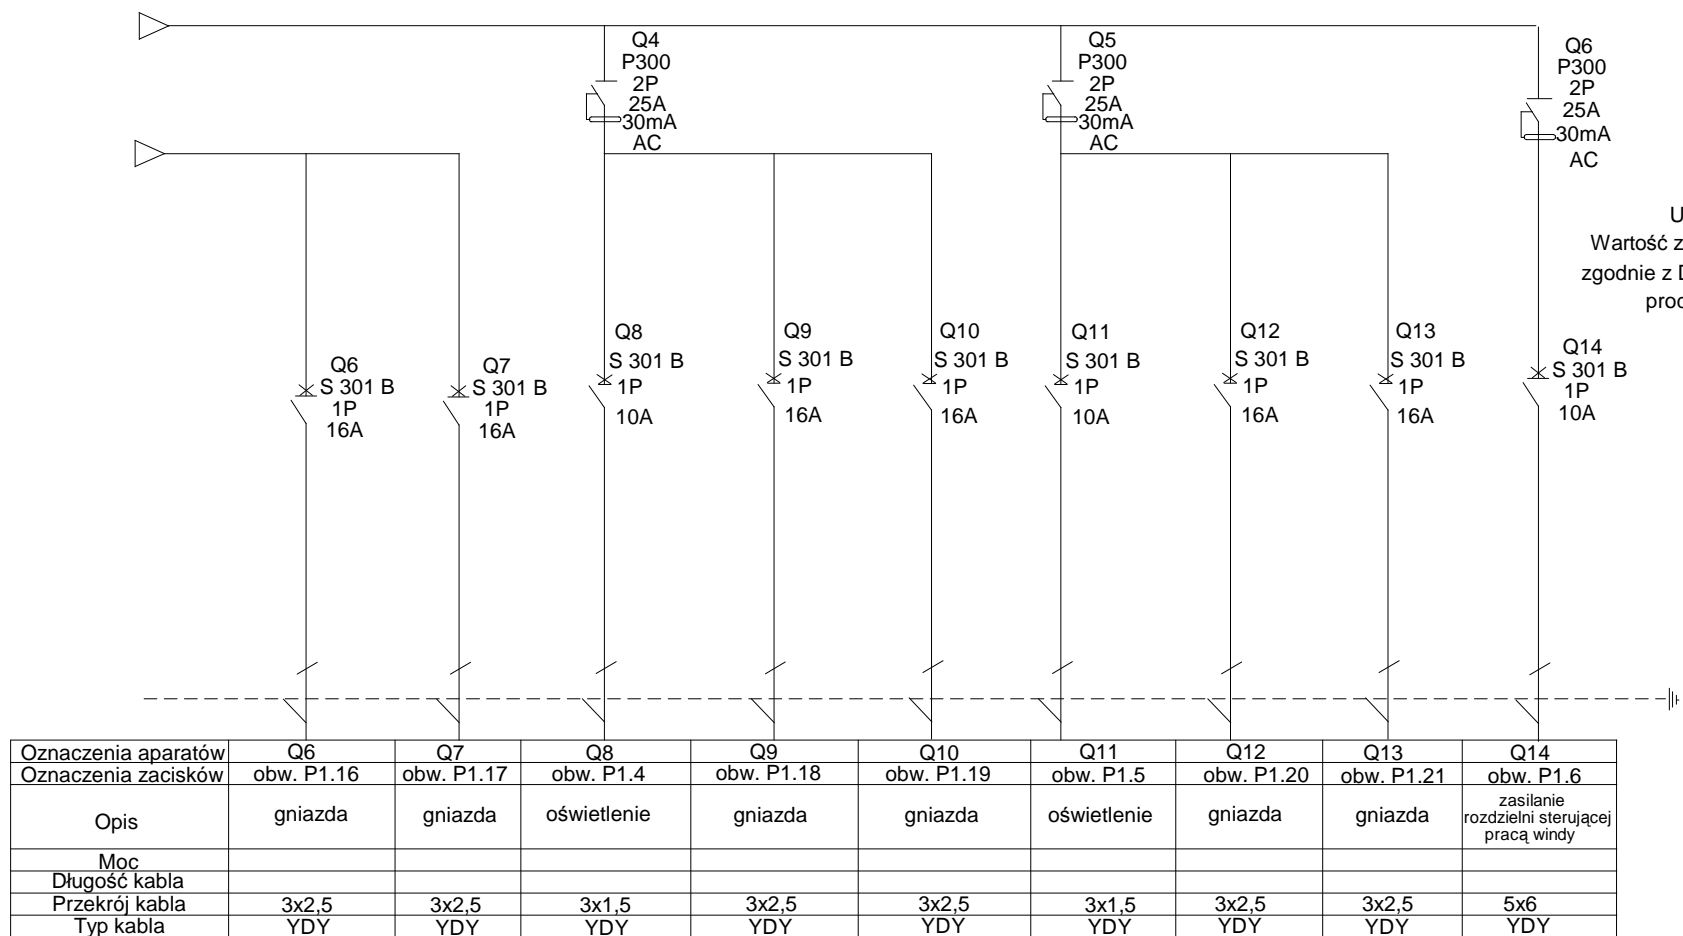 Q4
P300
2P
25A
30mA
AC
Q5
P300
2P
25A
30mA
AC
Q6
P300
2P
25A
30mA
AC
U
Wartość z
zgodnie z
Q6
S 301 B
1P
16A
Q7
S 301 B
1P
16A
Q8
S 301 B
1P
10A
Q9
S 301 B
1P
16A
Q10
S 301 B
1P
16A
Q11
S 301 B
1P
10A
Q12
S 301 B
1P
16A
Q13
S 301 B
1P
16A
Q14
S 301 B
1P
10A
Oznaczenia aparatów Q6 Q7 Q8 Q9 Q10 Q11 Q12 Q13 Q14
Oznaczenia zacisków obw. P1.16 obw. P1.17 obw. P1.4 obw. P1.18 obw. P1.19 obw. P1.5 obw. P1.20 obw. P1.21 obw. P1.6
Opis gniazda gniazda oświetlenie gniazda gniazda oświetlenie gniazda gniazda zasilanie
rozdzielni sterującej
pracą windy
Moc
Długość kabla
Przekrój kabla 3x2,5 3x2,5 3x1,5 3x2,5 3x2,5 3x1,5 3x2,5 3x2,5 5x6
Typ kabla YDY YDY YDY YDY YDY YDY YDY YDY YDY